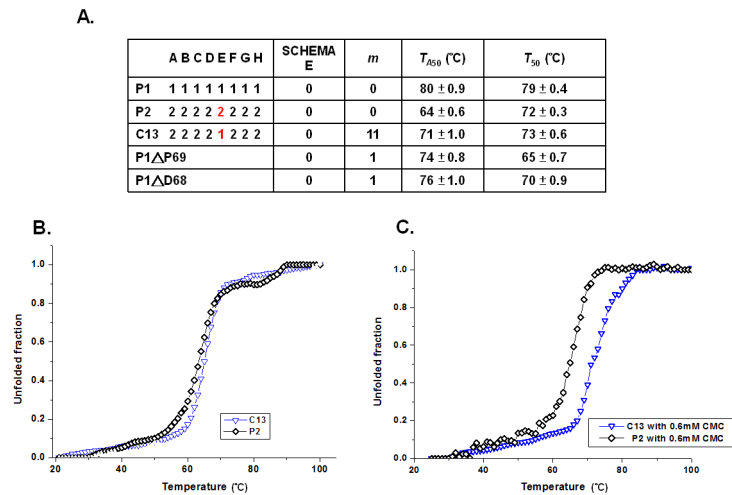 A.
A B C D E F G H SCHEMA E m TA50 (℃) T50 (℃)
P1 1 1 1 1 1 1 1 1 0 0 80 ± 0.9 79 ± 0.4
P2 2 2 2 2 2 2 2 2 0 0 64 ± 0.6 72 ± 0.3
C13 2 2 2 2 1 2 2 2 0 11 71 ± 1.0 73 ± 0.6
P1△P69 0 1 74 ± 0.8 65 ± 0.7
P1△D68 0 1 76 ± 1.0 70 ± 0.9
B.
Unfolded fraction
1.0
0.8
0.6
0.4
0.2
0.0
20 40 60 80 100
Temperature (℃)
C13
P2
C.
Unfolded fraction
1.0
0.8
0.6
0.4
0.2
0.0
20 40 60 80 100
Temperature (℃)
C13 with 0.6mM CMC
P2 with 0.6mM CMC